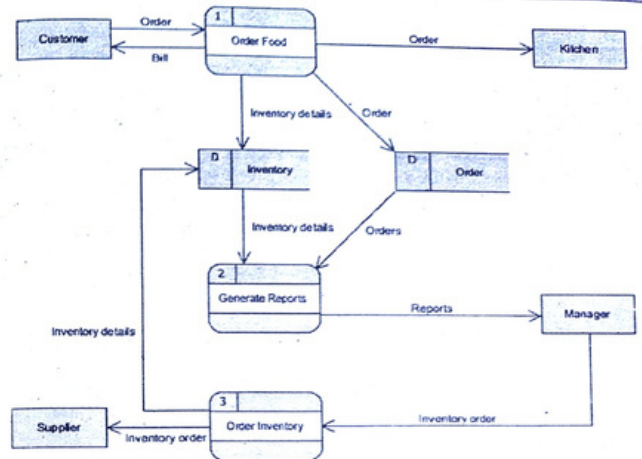 Order
1
Customer
Order Food
Order
Kitchen
Bill
Inventory details
Order
D
Inventory
D
Order
Inventory details
Orders
2
Generate Reports
Reports
Manager
Inventory details
3
Order Inventory
Inventory order
Supplier
Inventory order